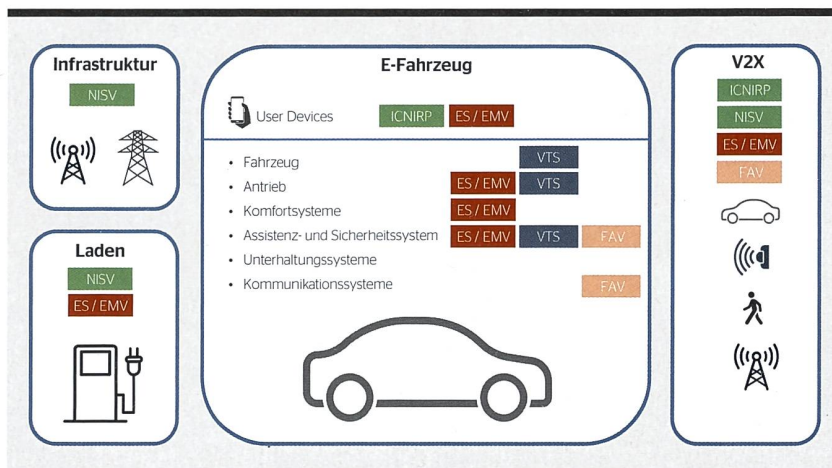 Infrastruktur
NISV
Laden
NISV
ES / EMV
E-Fahrzeug
User Devices ICNIRP ES / EMV
• Fahrzeug VTS
• Antrieb ES / EMV VTS
• Komfortsysteme ES / EMV
• Assistenz- und Sicherheitssystem ES / EMV VTS FAV
• Unterhaltungssysteme
• Kommunikationssysteme FAV
V2X
ICNIRP
NISV
ES / EMV
FAV